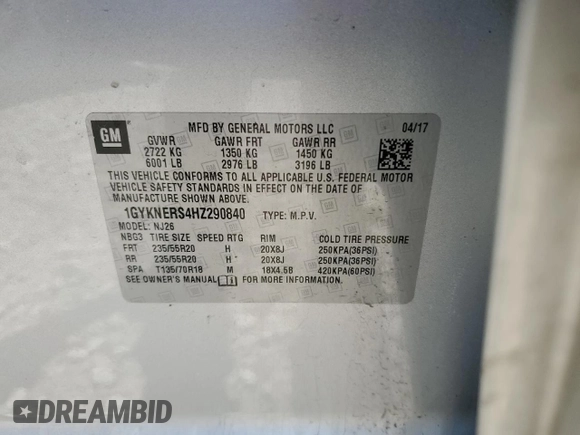 GM
MFD BY GENERAL MOTORS LLC 04/17
GVWR GAWR FRT GAWR RR
2722 KG 1350 KG 1450 KG
6001 LB 2976 LB 3196 LB
THIS VEHICLE CONFORMS TO ALL APPLICABLE U.S. FEDERAL MOTOR
VEHICLE SAFETY STANDARDS IN EFFECT ON THE DATE OF
MANUFACTURE SHOWN ABOVE.
1GYKNERS4HZ290840 TYPE: M.P.V.
MODEL: NJ26
NBG3 TIRE SIZE SPEED RTG RIM COLD TIRE PRESSURE
FRT 235/55R20 H 20X8J 250KPA(36PSI)
RR 235/55R20 H 20X8J 250KPA(36PSI)
SPA T135/70R18 M 18X4.5B 420KPA(60PSI)
SEE OWNER'S MANUAL FOR MORE INFORMATION.
DREAMBID